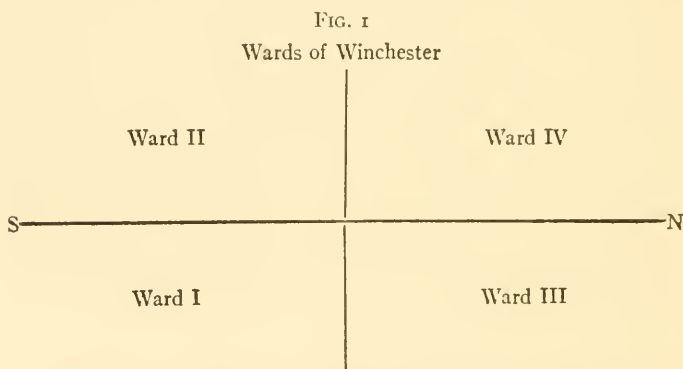 Fig. 1
Wards of Winchester
Ward II
Ward IV
S
N
Ward I
Ward III